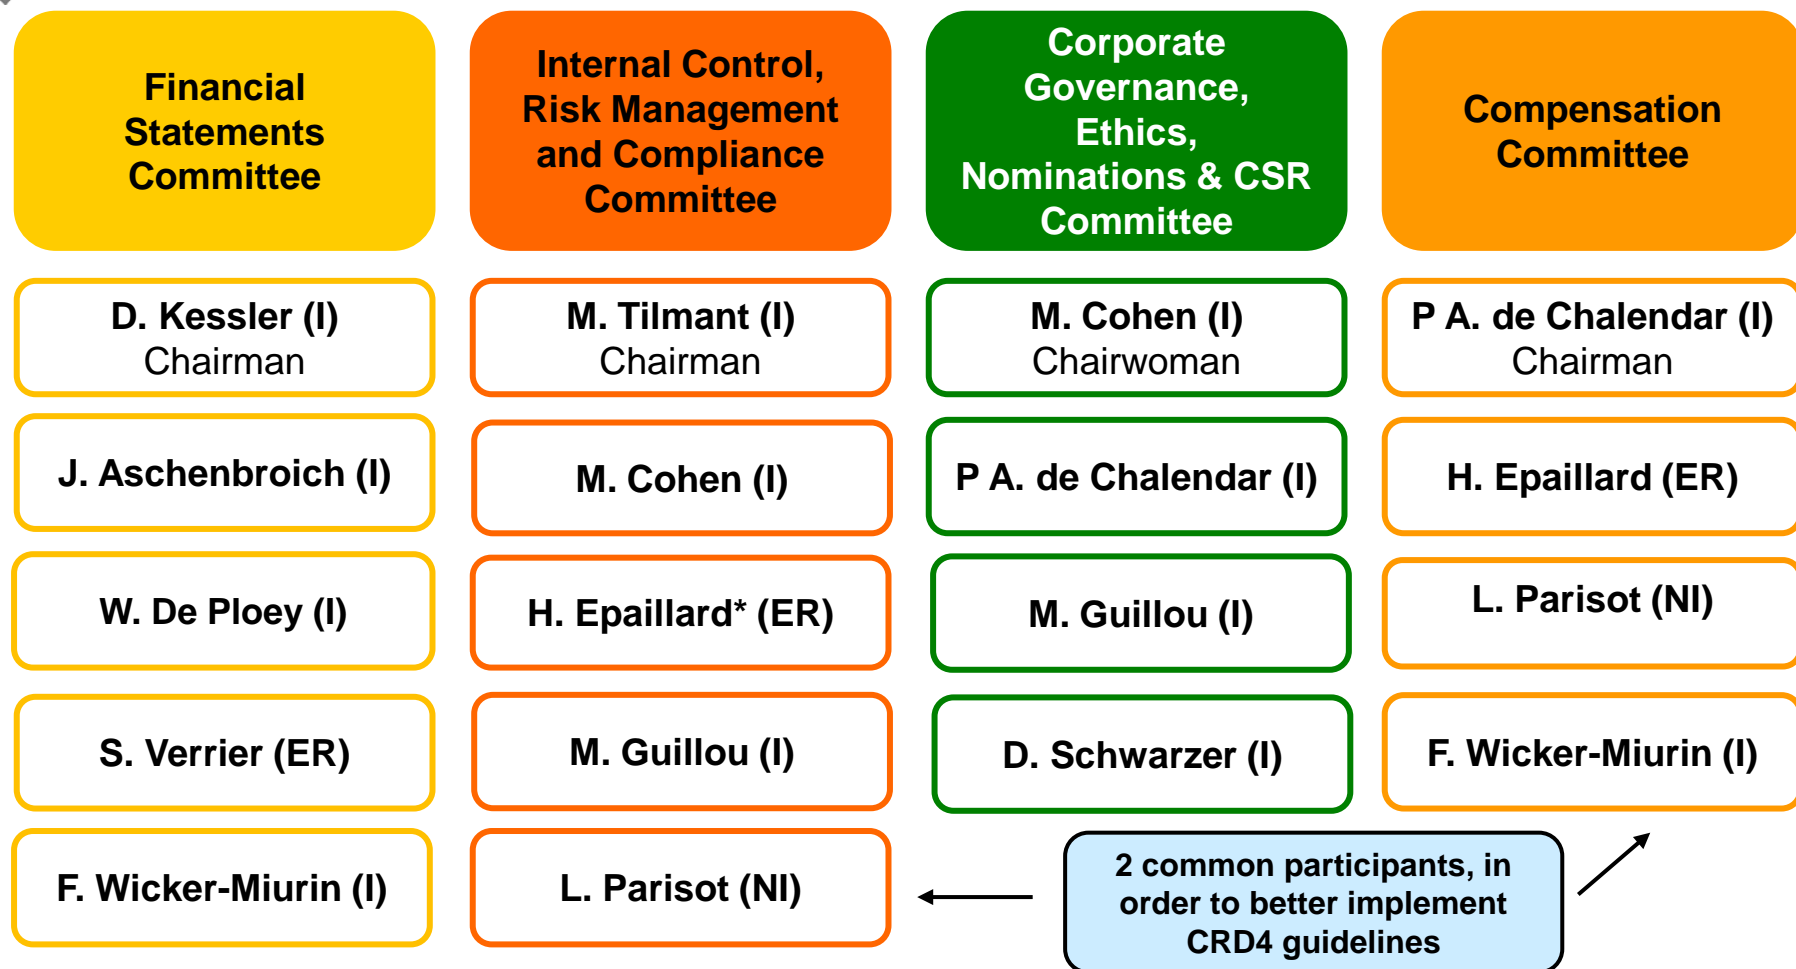 Financial
Statements
Committee
Internal Control,
Risk Management
and Compliance
Committee
Corporate
Governance,
Ethics,
Nominations & CSR
Committee
Compensation
Committee
D. Kessler (I)
Chairman
M. Tilmant (I)
Chairman
M. Cohen (I)
Chairwoman
P A. de Chalendar (I)
Chairman
J. Aschenbroich (I)
M. Cohen (I)
P A. de Chalendar (I)
H. Epaillard (ER)
W. De Ploey (I)
H. Epaillard* (ER)
M. Guillou (I)
L. Parisot (NI)
S. Verrier (ER)
M. Guillou (I)
D. Schwarzer (I)
F. Wicker-Miurin (I)
F. Wicker-Miurin (I)
L. Parisot (NI)
2 common participants, in
order to better implement
CRD4 guidelines